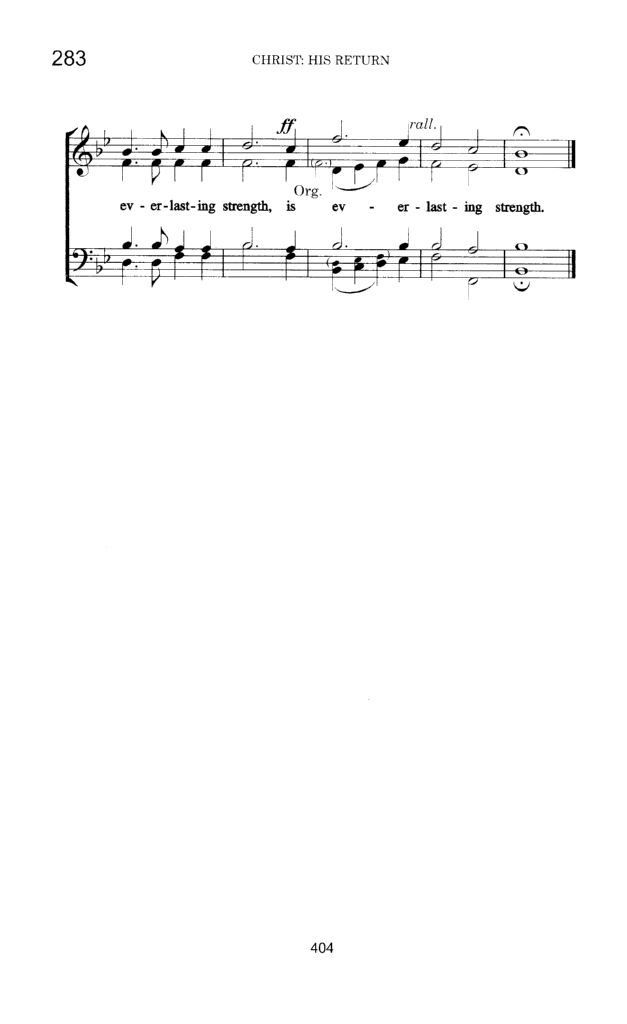 283
CHRIST: HIS RETURN
ff
rall.
Org.
ev - er-last-ing strength, is ev - er - last - ing strength.
404